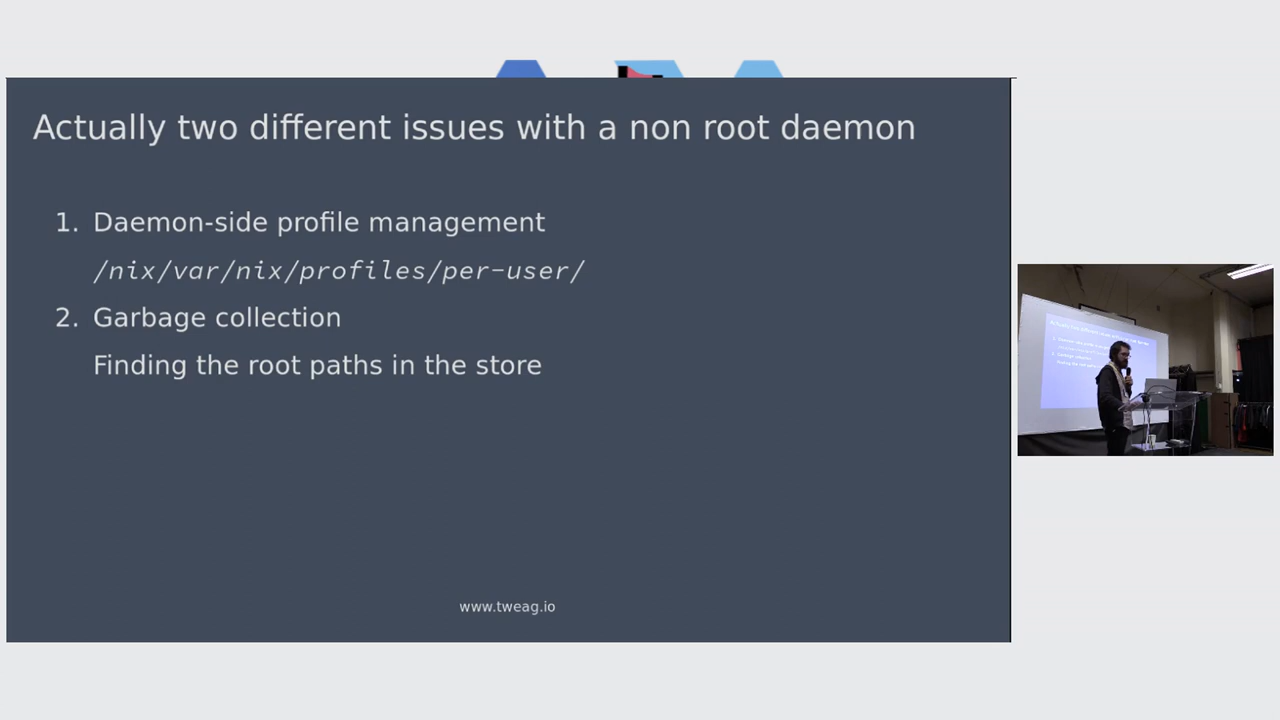 Actually two different issues with a non root daemon
1. Daemon-side profile management
/nix/var/nix/profiles/per-user/
2. Garbage collection
Finding the root paths in the store
www.tweag.io